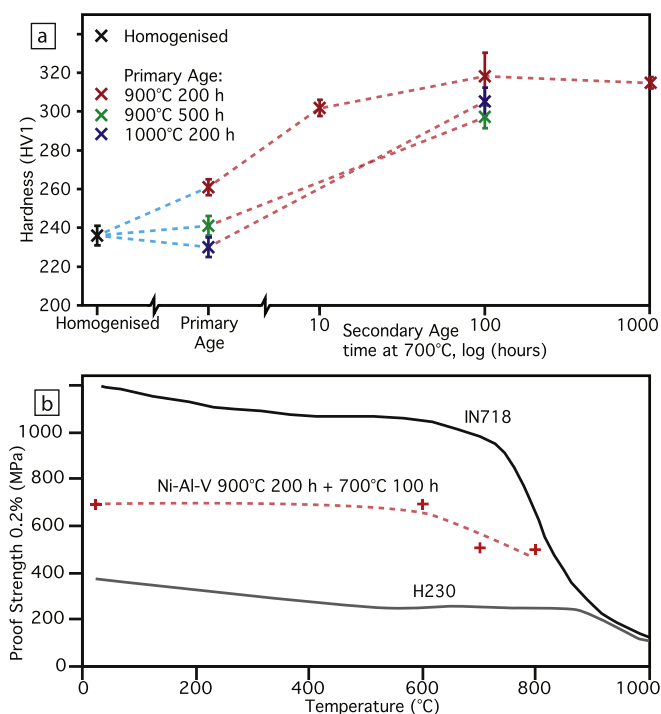 a
Homogenised
Primary Age:
900°C 200 h
900°C 500 h
1000°C 200 h
Hardness (HV1)
320
300
280
260
240
220
200
Homogenised
Primary
Age
10
100
1000
Secondary Age
time at 700°C, log (hours)
b
IN718
Ni-Al-V 900°C 200 h + 700°C 100 h
H230
Proof Strength 0.2% (MPa)
1000
800
600
400
200
0
0
200
400
600
800
1000
Temperature (°C)